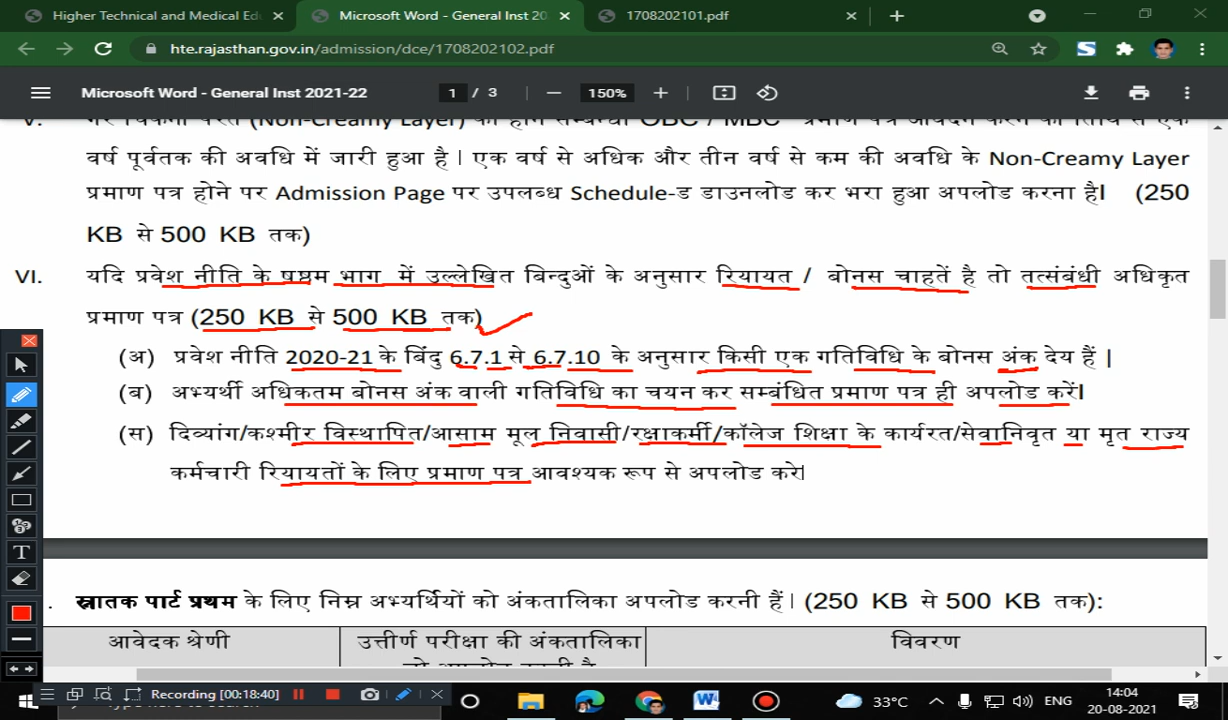 Higher Technical and Medical Ed
Microsoft Word - General Inst 20
1708202101.pdf
hte.rajasthan.gov.in/admission/dce/1708202102.pdf
Microsoft Word - General Inst 2021-22
1 / 3
150%
V. (Non-Creamy Layer) OBC / MBC
वर्ष पूर्वतक की अवधि में जारी हुआ है। एक वर्ष से अधिक और तीन वर्ष से कम की अवधि के Non-Creamy Layer
प्रमाण पत्र होने पर Admission Page पर उपलब्ध Schedule-ड डाउनलोड कर भरा हुआ अपलोड करना है। (250
KB से 500 KB तक)
VI. यदि प्रवेश नीति के षष्ठम भाग में उल्लेखित बिन्दुओं के अनुसार रियायत / बोनस चाहतें है तो तत्संबंधी अधिकृत
प्रमाण पत्र (250 KB से 500 KB तक)
(अ) प्रवेश नीति 2020-21 के बिंदु 6.7.1 से 6.7.10 के अनुसार किसी एक गतिविधि के बोनस अंक देय हैं |
(ब) अभ्यर्थी अधिकतम बोनस अंक वाली गतिविधि का चयन कर सम्बंधित प्रमाण पत्र ही अपलोड करें।
(स) दिव्यांग/कश्मीर विस्थापित/आसाम मूल निवासी/रक्षाकर्मी/कॉलेज शिक्षा के कार्यरत/सेवानिवृत या मृत राज्य
कर्मचारी रियायतों के लिए प्रमाण पत्र आवश्यक रूप से अपलोड करे।
. स्नातक पार्ट प्रथम के लिए निम्न अभ्यर्थियों को अंकतालिका अपलोड करनी हैं। (250 KB से 500 KB तक):
आवेदक श्रेणी
उत्तीर्ण परीक्षा की अंकतालिका
विवरण
T
Recording [00:18:40]
33°C
ENG
14:04
20-08-2021